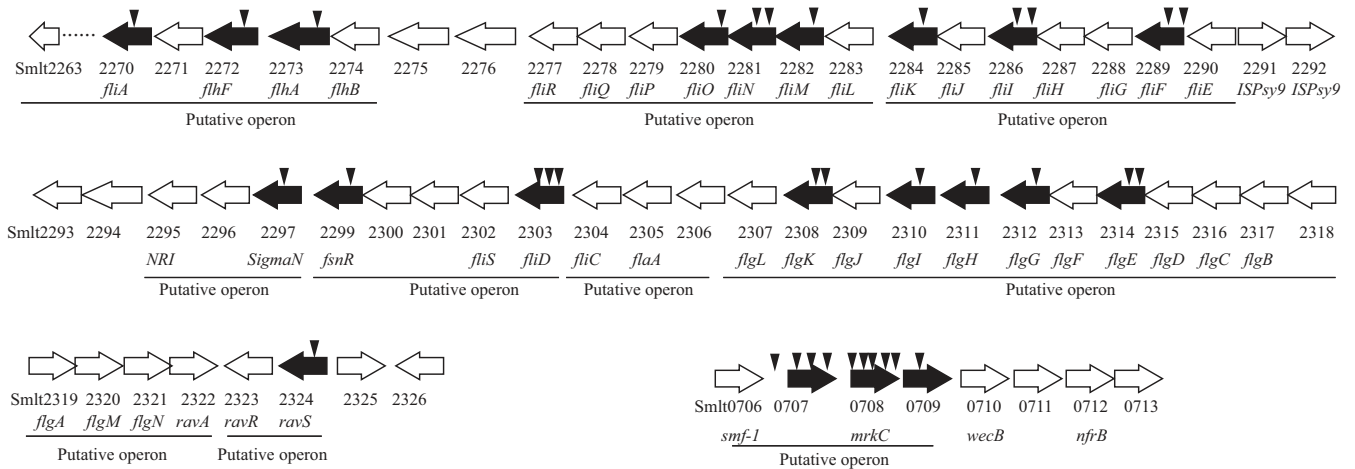 Smlt2263 2270 2271 2272 2273 2274 2275 2276 2277 2278 2279 2280 2281 2282 2283 2284 2285 2286 2287 2288 2289 2290 2291 2292
fliA flhF flhA flhB fliR fliQ fliP fliO fliN fliM fliL fliK fliJ fliI fliH fliG fliF fliE ISPsy9 ISPsy9
Putative operon Putative operon Putative operon
Smlt2293 2294 2295 2296 2297 2299 2300 2301 2302 2303 2304 2305 2306 2307 2308 2309 2310 2311 2312 2313 2314 2315 2316 2317 2318
NRI SigmaN fsnR fliS fliD fliC flaA flgL flgK flgJ flgI flgH flgG flgF flgE flgD flgC flgB
Putative operon Putative operon Putative operon Putative operon
Smlt2319 2320 2321 2322 2323 2324 2325 2326 Smlt0706 0707 0708 0709 0710 0711 0712 0713
flgA flgM flgN ravA ravR ravS smf-1 mrkC wecB nfrB
Putative operon Putative operon Putative operon